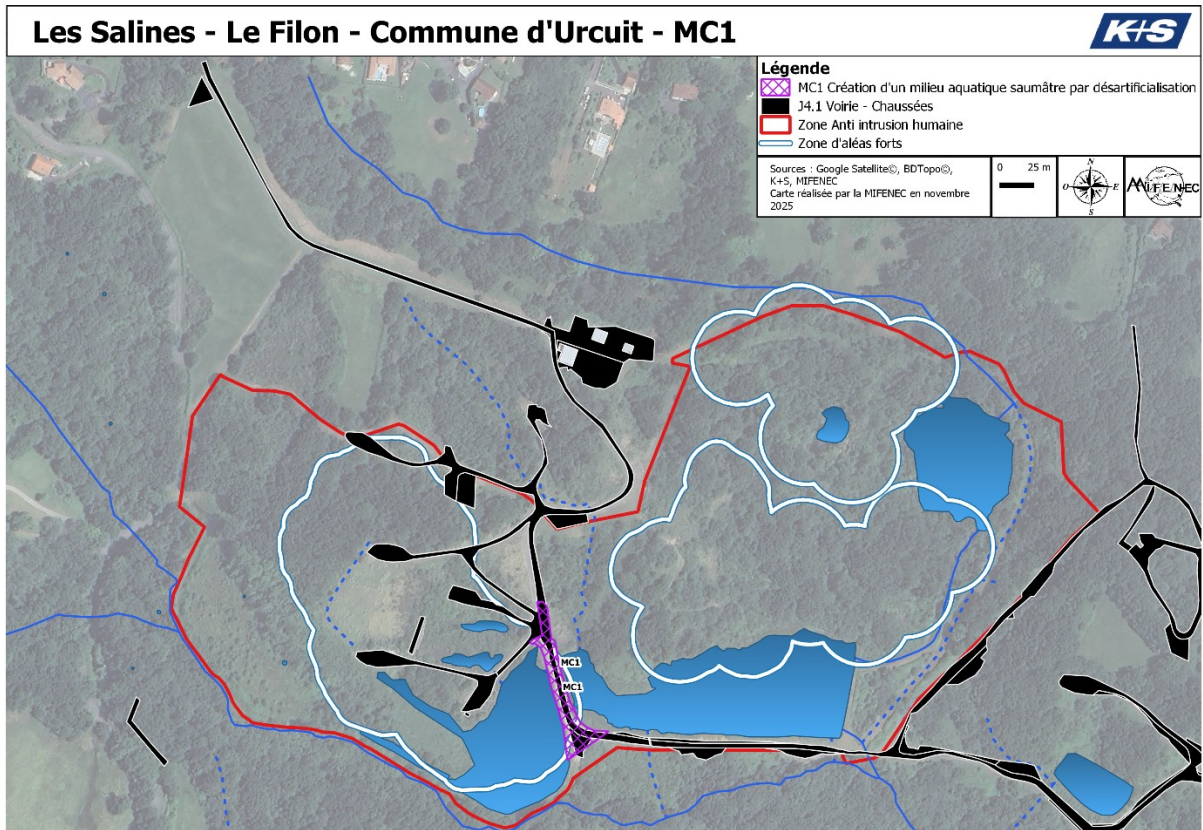 Les Salines - Le Filon - Commune d'Urcuit - MC1
K+S
Légende
MC1 Création d'un milieu aquatique saumâtre par désartificialisation
J4.1 Voirie - Chaussées
Zone Anti intrusion humaine
Zone d'aléas forts
Sources : Google Satellite©, BDTopo©,
K+S, MIFENEC
Carte réalisée par la MIFENEC en novembre
2025
0 25 m
N
O E
S
MIFENEC
MC1
MC1